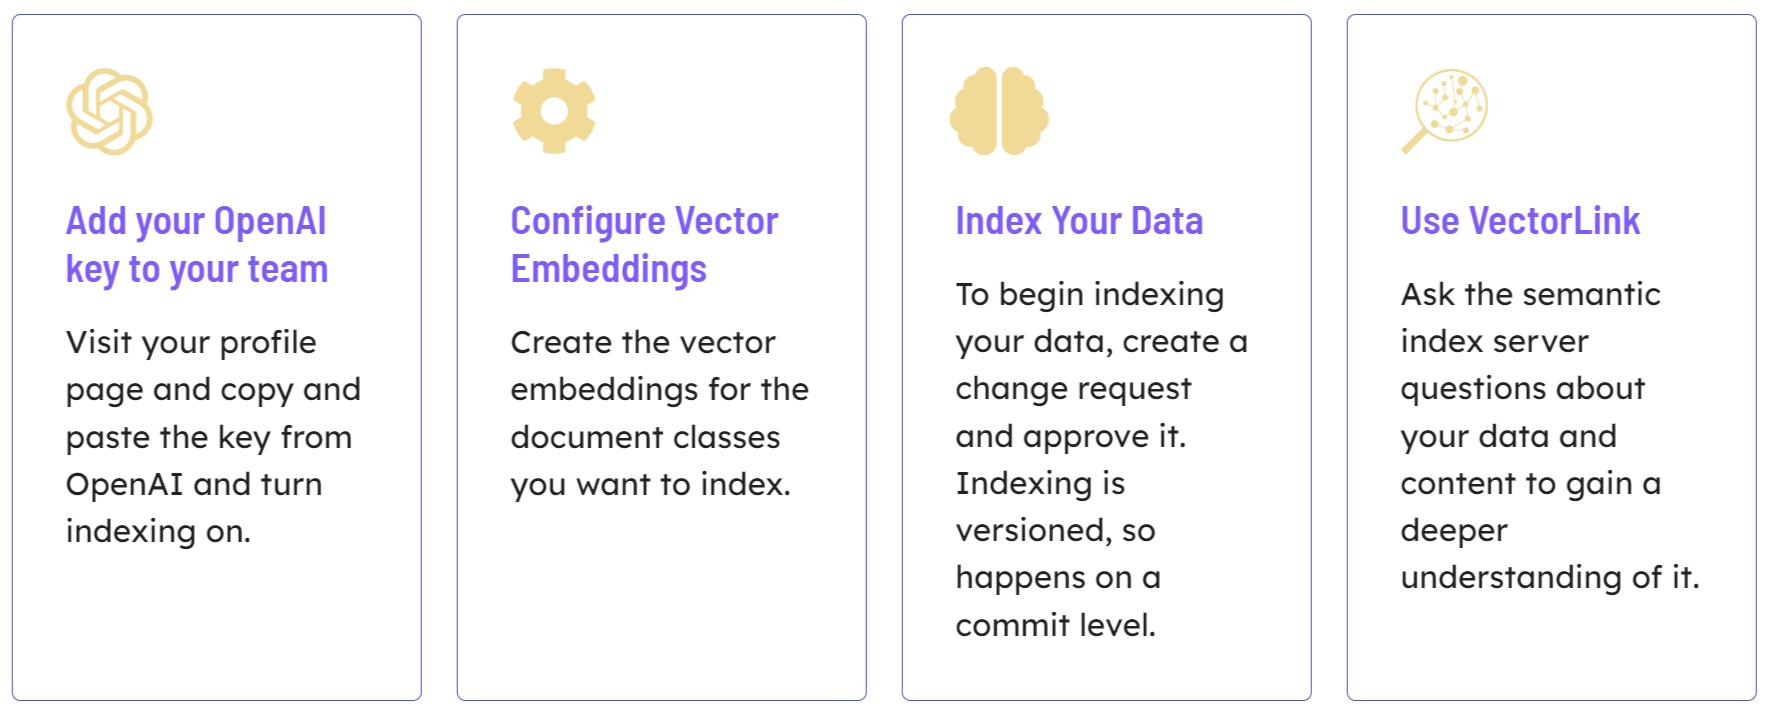 Add your OpenAI
key to your team
Visit your profile
page and copy and
paste the key from
OpenAI and turn
indexing on.
Configure Vector
Embeddings
Create the vector
embeddings for the
document classes
you want to index.
Index Your Data
To begin indexing
your data, create a
change request
and approve it.
Indexing is
versioned, so
happens on a
commit level.
Use VectorLink
Ask the semantic
index server
questions about
your data and
content to gain a
deeper
understanding of it.